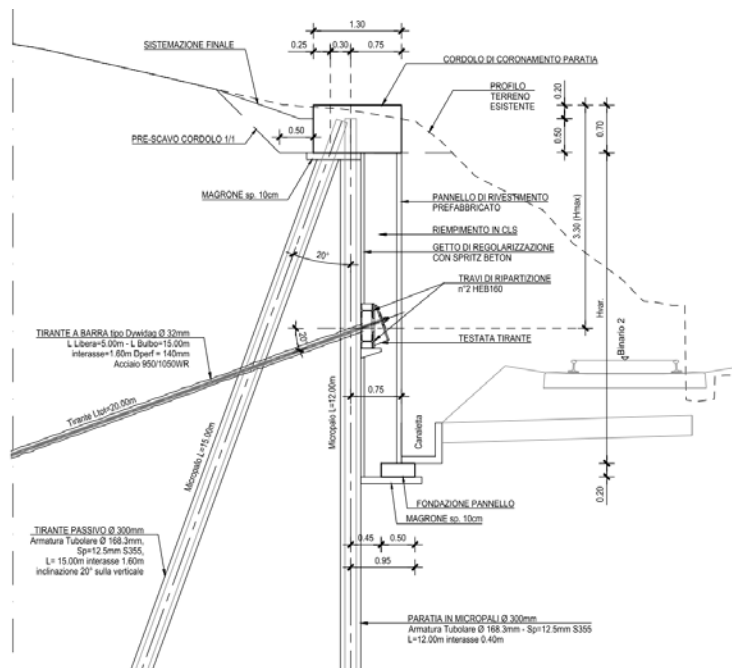 1.30
0.25
0.30
0.75
SISTEMAZIONE FINALE
CORDOLO DI CORONAMENTO PARATIA
PROFILO
TERRENO
ESISTENTE
0.20
0.50
0.70
0.50
PRE-SCAVO CORDOLO 1/1
MAGRONE sp. 10cm
PANNELLO DI RIVESTIMENTO
PREFABBRICATO
3.30 (Hmax)
RIEMPIMENTO IN CLS
GETTO DI REGOLARIZZAZIONE
CON SPRITZ BETON
20°
TRAVI DI RIPARTIZIONE
n°2 HEB160
Hvar.
TIRANTE A BARRA tipo Dywidag Ø 32mm
L Libera=5.00m - L Bulbo=15.00m
interasse=1.60m Dperf = 140mm
Acciaio 950/1050WR
20°
TESTATA TIRANTE
Binario 2
0.75
Tirante Ltot=20.00m
Micropalo L=15.00m
Micropalo L=12.00m
Canaletta
FONDAZIONE PANNELLO
MAGRONE sp. 10cm
0.20
TIRANTE PASSIVO Ø 300mm
Armatura Tubolare Ø 168.3mm,
Sp=12.5mm S355,
L= 15.00m interasse 1.60m
inclinazione 20° sulla verticale
0.45
0.50
0.95
PARATIA IN MICROPALI Ø 300mm
Armatura Tubolare Ø 168.3mm - Sp=12.5mm S355
L=12.00m interasse 0.40m